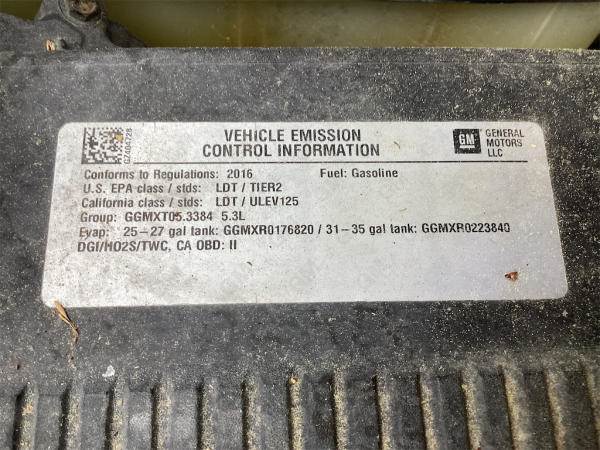 VEHICLE EMISSION
CONTROL INFORMATION
GM
GENERAL
MOTORS
LLC
Conforms to Regulations: 2016 Fuel: Gasoline
U.S. EPA class / stds: LDT / TIER2
California class / stds: LDT / ULEV125
Group: GGMXT05.3384 5.3L
Evap: 25-27 gal tank: GGMXR0176820 / 31-35 gal tank: GGMXR0223840
DGI/HO2S/TWC, CA OBD: II